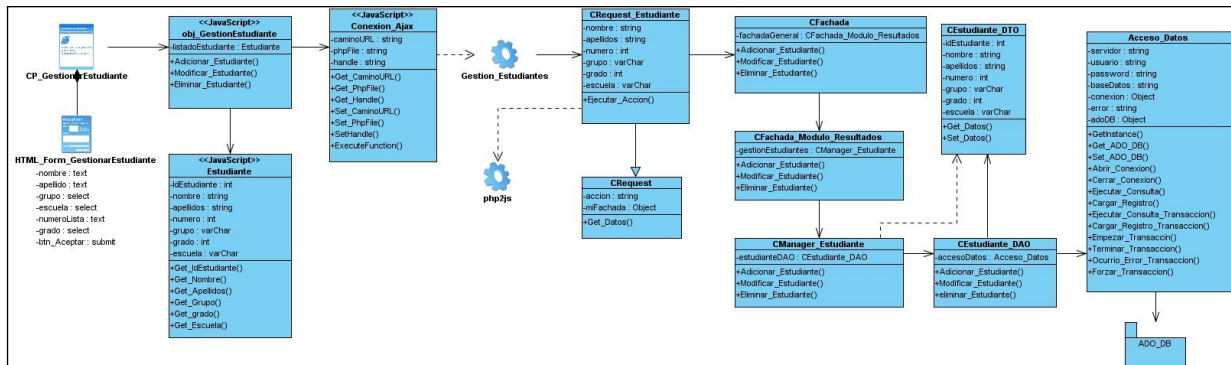 CP_GestionarEstudiante
HTML_Form_GestionarEstudiante
-nombre : text
-apellido : text
-grupo : select
-escuela : select
-numeroLista : text
-grado : select
-btn_Aceptar : submit
<<JavaScript>>
obj_GestionEstudiante
-listadoEstudiante : Estudiante
+Adicionar_Estudiante()
+Modificar_Estudiante()
+Eliminar_Estudiante()
<<JavaScript>>
Estudiante
-IdEstudiante : int
-nombre : string
-apellidos : string
-numero : int
-grupo : varChar
-grado : int
-escuela : varChar
+Get_idEstudiante()
+Get_Nombre()
+Get_Apellidos()
+Get_Grupo()
+Get_grado()
+Get_Escuela()
<<JavaScript>>
Conexion_Ajax
-caminoURL : string
-phpFile : string
-handle : string
+Get_CaminoURL()
+Get_PhpFile()
+Get_Handle()
+Set_CaminoURL()
+Set_PhpFile()
+SetHandle()
+ExecuteFunction()
Gestion_Estudiantes
php2js
CRequest_Estudiante
-nombre : string
-apellidos : string
-numero : int
-grupo : varChar
-grado : int
-escuela : varChar
+Ejecutar_Accion()
CRequest
-accion : string
-miFachada : Object
+Get_Datos()
CFachada
-fachadaGeneral : CFachada_Modulo_Resultados
+Adicionar_Estudiante()
+Modificar_Estudiante()
+Eliminar_Estudiante()
CFachada_Modulo_Resultados
-gestionEstudiantes : CManager_Estudiante
+Adicionar_Estudiante()
+Modificar_Estudiante()
+Eliminar_Estudiante()
CManager_Estudiante
-estudianteDAO : CEstudiante_DAO
+Adicionar_Estudiante()
+Modificar_Estudiante()
+Eliminar_Estudiante()
CEstudiante_DTO
-idEstudiante : int
-nombre : string
-apellidos : string
-numero : int
-grupo : varChar
-grado : int
-escuela : varChar
+Get_Datos()
+Set_Datos()
CEstudiante_DAO
-accesoDatos : Acceso_Datos
+Adicionar_Estudiante()
+Modificar_Estudiante()
+eliminar_Estudiante()
Acceso_Datos
-servidor : string
-usuario : string
-password : string
-baseDatos : string
-conexion : Object
-error : string
-adoDB : Object
+GetInstance()
+Get_ADO_DB()
+Set_ADO_DB()
+Abrir_Conexion()
+Cerrar_Conexion()
+Ejecutar_Consulta()
+Cargar_Registro()
+Ejecutar_Consulta_Transaccion()
+Cargar_Registro_Transaccion()
+Empezar_Transaccin()
+Terminar_Transaccion()
+Ocurrio_Error_Transaccion()
+Forzar_Transaccion()
ADO_DB